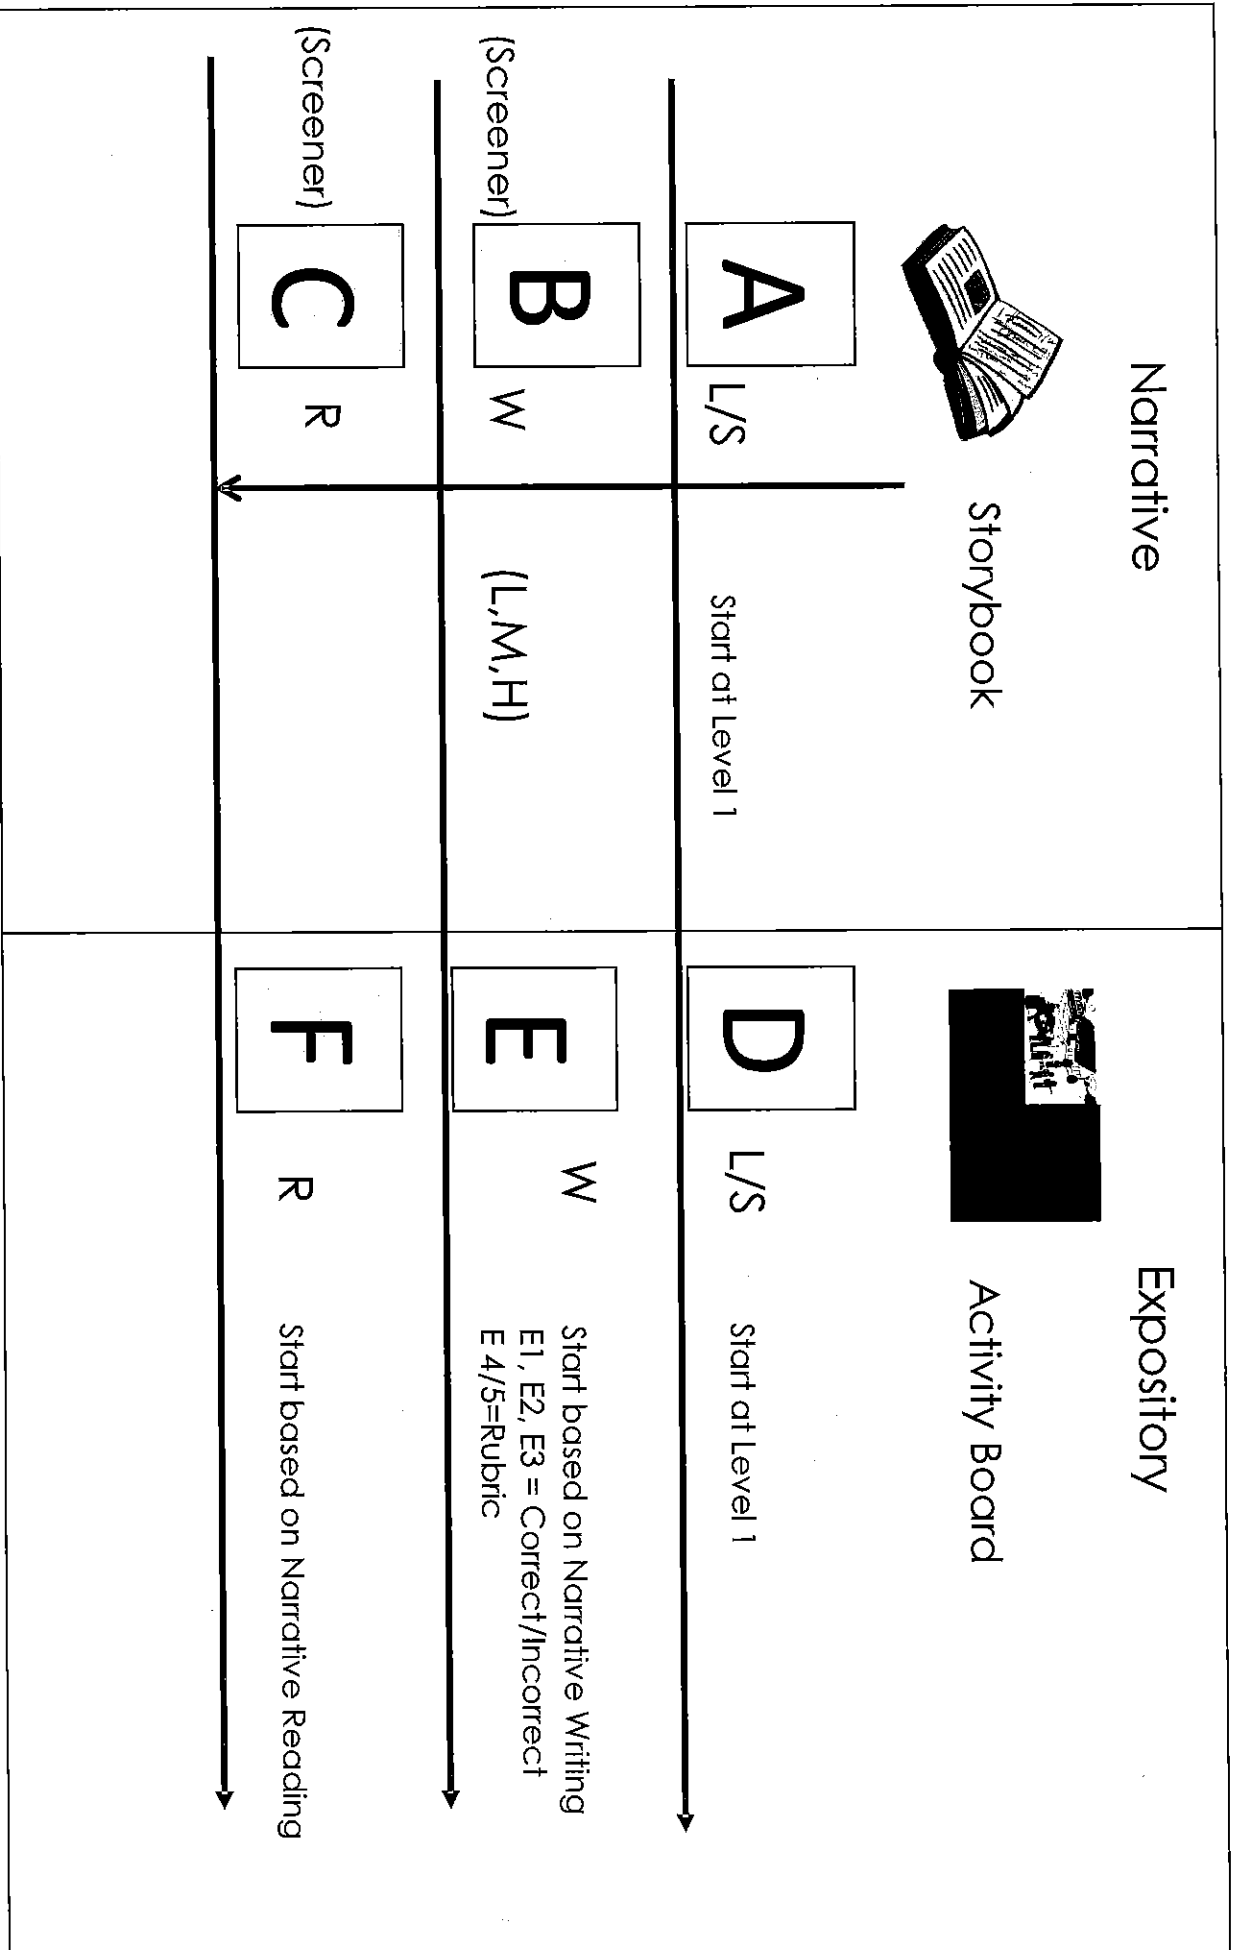 Narrative
Expository
Storybook
Activity Board
A
L/S
Start at Level 1
D
L/S
Start at Level 1
(Screener)
B
W
(L,M,H)
E
W
Start based on Narrative Writing
E1, E2, E3 = Correct/Incorrect
E 4/5=Rubric
(Screener)
C
R
F
R
Start based on Narrative Reading